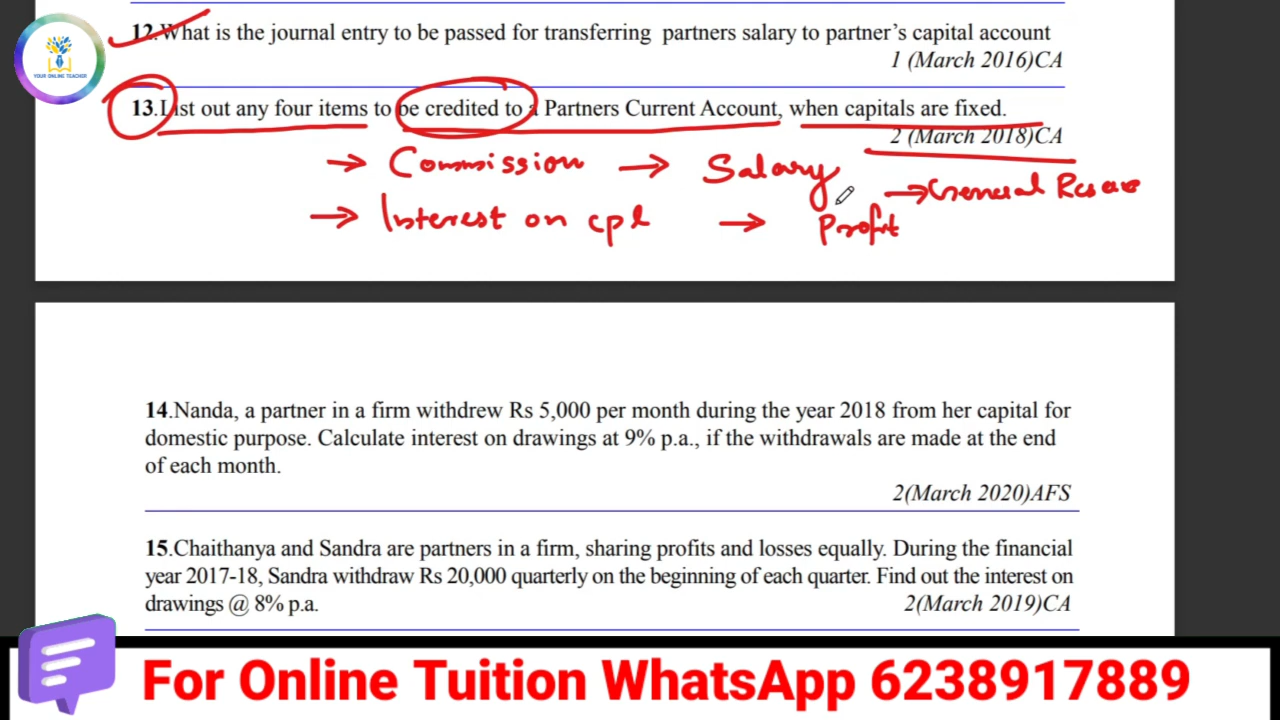 12.What is the journal entry to be passed for transferring partners salary to partner’s capital account
1 (March 2016)CA
YOUR ONLINE TEACHER
13.List out any four items to be credited to a Partners Current Account, when capitals are fixed.
2 (March 2018)CA
→ Commission → Salary
→ General Reserve
→ Interest on cpl → Profit
14.Nanda, a partner in a firm withdrew Rs 5,000 per month during the year 2018 from her capital for
domestic purpose. Calculate interest on drawings at 9% p.a., if the withdrawals are made at the end
of each month.
2(March 2020)AFS
15.Chaithanya and Sandra are partners in a firm, sharing profits and losses equally. During the financial
year 2017-18, Sandra withdraw Rs 20,000 quarterly on the beginning of each quarter. Find out the interest on
drawings @ 8% p.a.
2(March 2019)CA
For Online Tuition WhatsApp 6238917889